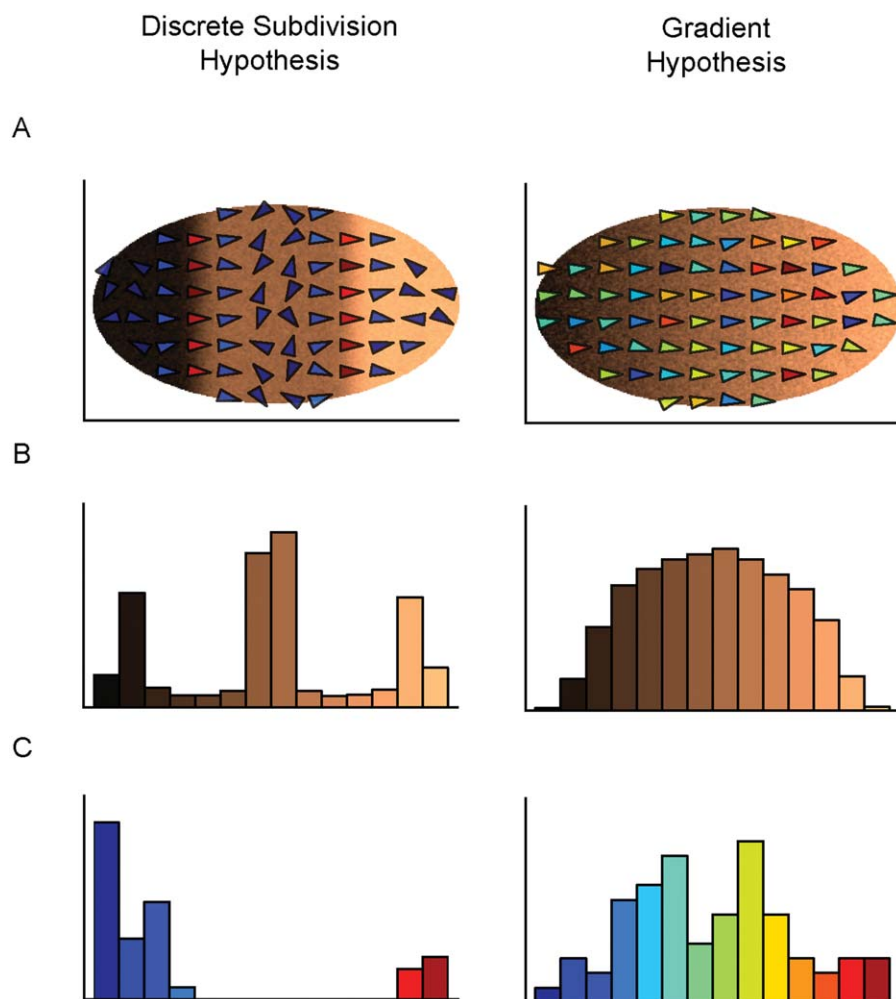 Discrete Subdivision
Hypothesis
Gradient
Hypothesis
A
B
C